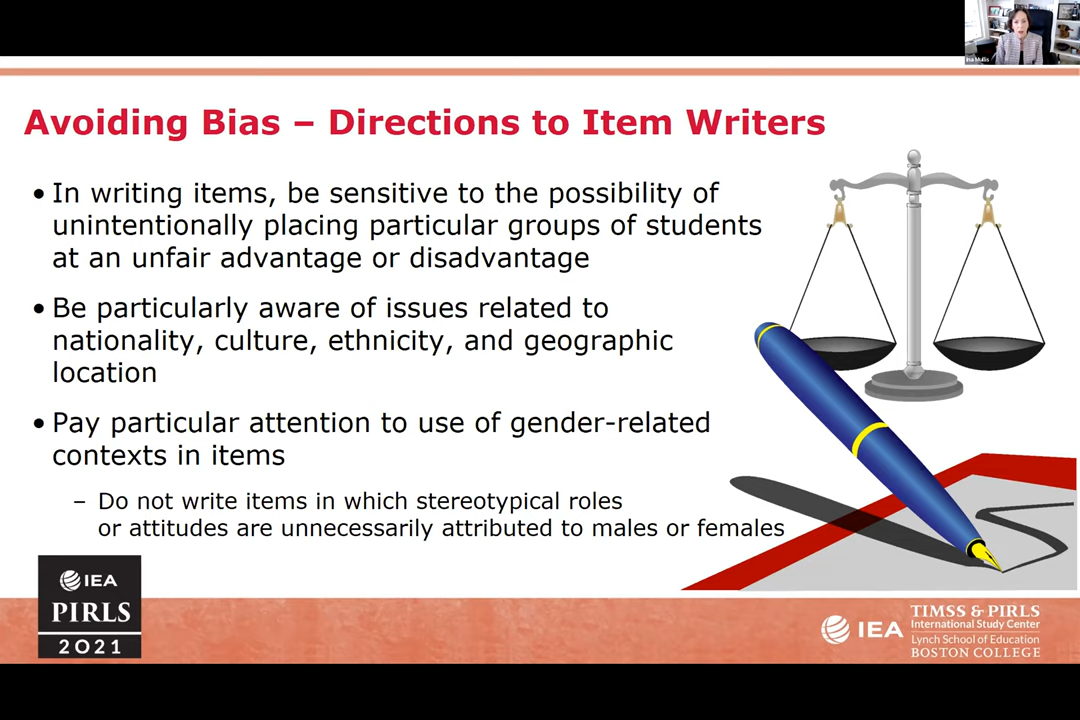 Ina Mullis
Avoiding Bias – Directions to Item Writers
• In writing items, be sensitive to the possibility of
unintentionally placing particular groups of students
at an unfair advantage or disadvantage
• Be particularly aware of issues related to
nationality, culture, ethnicity, and geographic
location
• Pay particular attention to use of gender-related
contexts in items
– Do not write items in which stereotypical roles
or attitudes are unnecessarily attributed to males or females
IEA
PIRLS
2021
IEA
TIMSS & PIRLS
International Study Center
Lynch School of Education
BOSTON COLLEGE